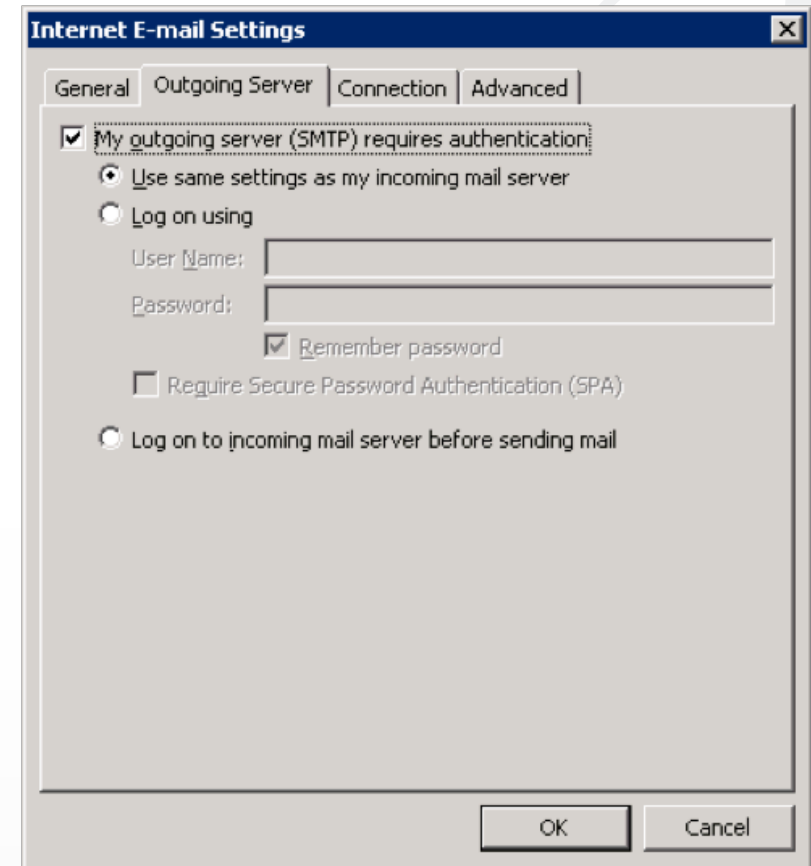 Internet E-mail Settings
General Outgoing Server Connection Advanced
My outgoing server (SMTP) requires authentication
Use same settings as my incoming mail server
Log on using
User Name:
Password:
Remember password
Require Secure Password Authentication (SPA)
Log on to incoming mail server before sending mail
OK Cancel